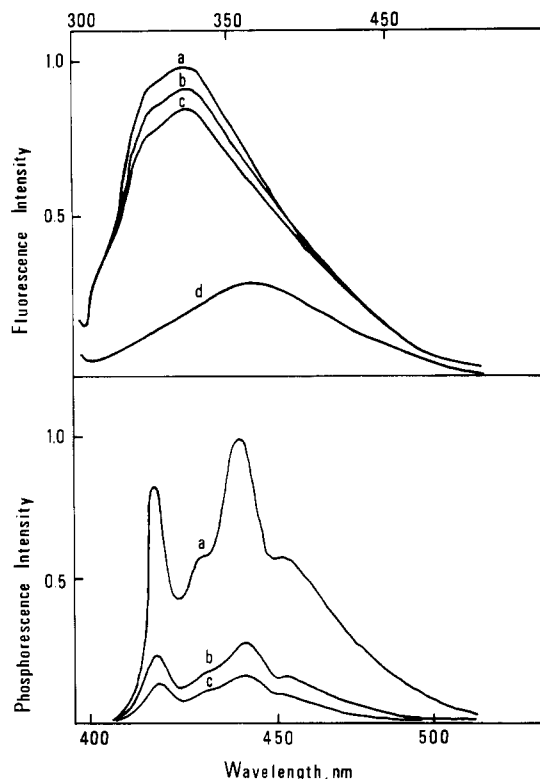 300 350 450
a
1.0
b
c
Fluorescence Intensity
0.5
d
1.0
a
Phosphorescence Intensity
0.5
b
c
0
400 450 500
Wavelength, nm